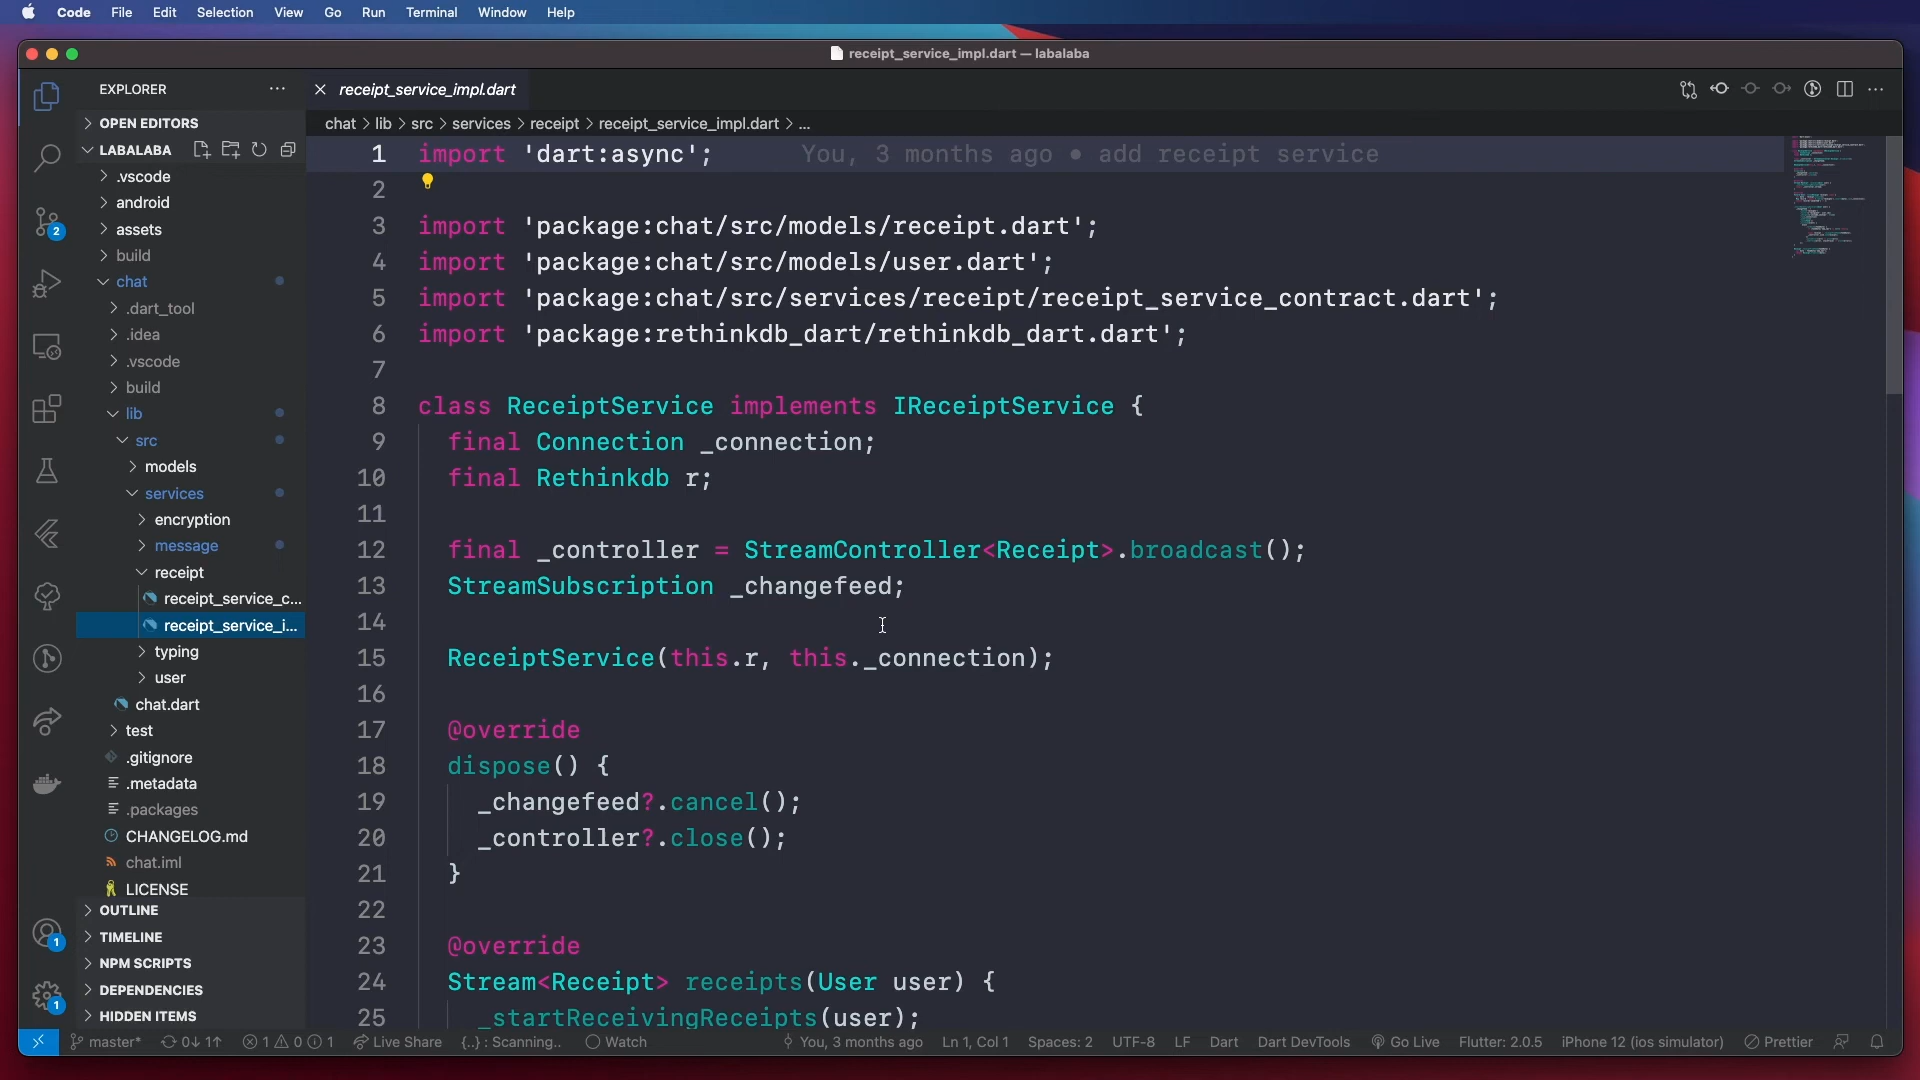 Code File Edit Selection View Go Run Terminal Window Help
receipt_service_impl.dart — labalaba
EXPLORER
receipt_service_impl.dart
OPEN EDITORS
chat > lib > src > services > receipt > receipt_service_impl.dart > ...
LABALABA
.vscode
android
assets
build
chat
.dart_tool
.idea
.vscode
build
lib
src
models
services
encryption
message
receipt
receipt_service_c...
receipt_service_i...
typing
user
chat.dart
test
.gitignore
.metadata
.packages
CHANGELOG.md
chat.iml
LICENSE
OUTLINE
TIMELINE
NPM SCRIPTS
DEPENDENCIES
HIDDEN ITEMS
2
1
1
1 import 'dart:async'; You, 3 months ago • add receipt service
2
3 import 'package:chat/src/models/receipt.dart';
4 import 'package:chat/src/models/user.dart';
5 import 'package:chat/src/services/receipt/receipt_service_contract.dart';
6 import 'package:rethinkdb_dart/rethinkdb_dart.dart';
7
8 class ReceiptService implements IReceiptService {
9 final Connection _connection;
10 final Rethinkdb r;
11
12 final _controller = StreamController<Receipt>.broadcast();
13 StreamSubscription _changefeed;
14
15 ReceiptService(this.r, this._connection);
16
17 @override
18 dispose() {
19 _changefeed?.cancel();
20 _controller?.close();
21 }
22
23 @override
24 Stream<Receipt> receipts(User user) {
25 _startReceivingReceipts(user);
master* 0↓ 1↑ 1 0 1 Live Share {..} : Scanning.. Watch You, 3 months ago Ln 1, Col 1 Spaces: 2 UTF-8 LF Dart Dart DevTools Go Live Flutter: 2.0.5 iPhone 12 (ios simulator) Prettier